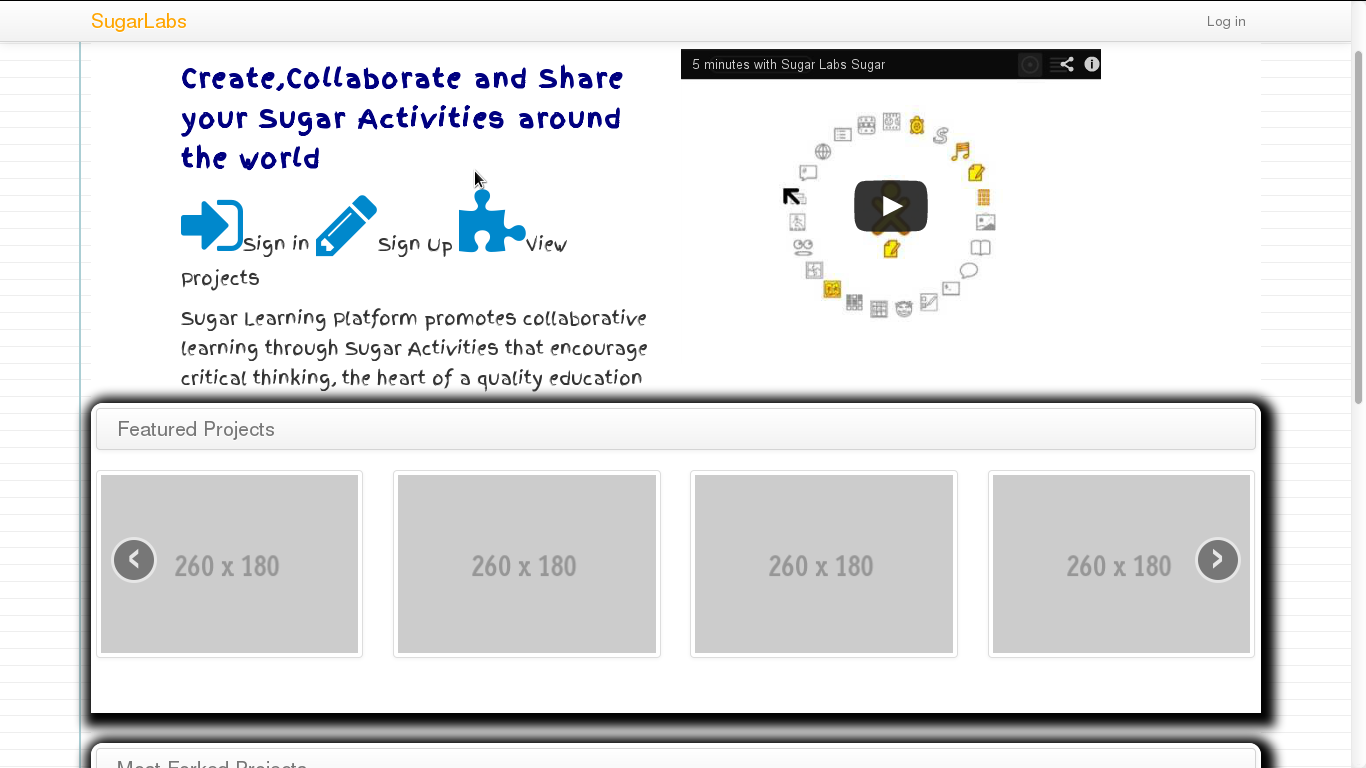 SugarLabs
Log in
Create,Collaborate and Share
your Sugar Activities around
the world
Sign in Sign Up View
Projects
Sugar Learning Platform promotes collaborative
learning through Sugar Activities that encourage
critical thinking, the heart of a quality education
5 minutes with Sugar Labs Sugar
Featured Projects
260 x 180
260 x 180
260 x 180
260 x 180
Most Forked Projects